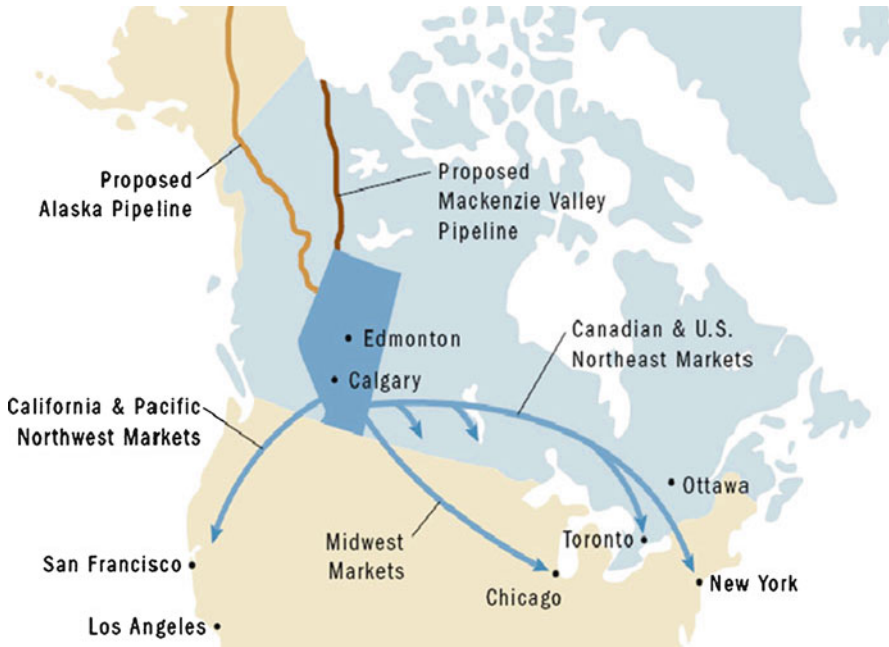 Proposed
Alaska Pipeline
Proposed
Mackenzie Valley
Pipeline
Edmonton
Calgary
Canadian & U.S.
Northeast Markets
California & Pacific
Northwest Markets
Ottawa
Midwest
Markets
Toronto
San Francisco
Chicago
New York
Los Angeles